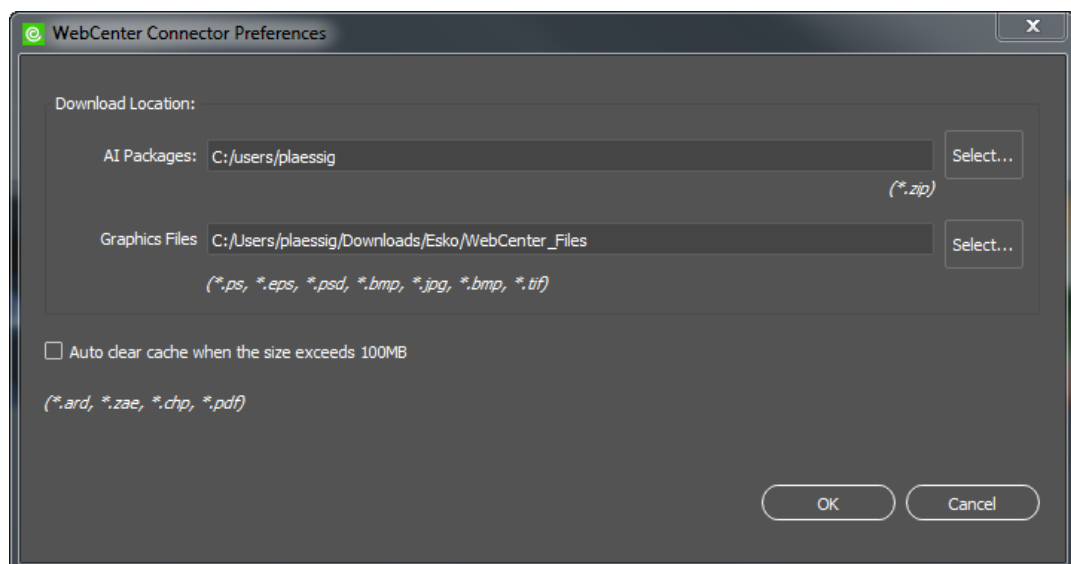 WebCenter Connector Preferences
X
Download Location:
AI Packages: C:/users/plaessig Select...
(*.zip)
Graphics Files C:/Users/plaessig/Downloads/Esko/WebCenter_Files Select...
(*.ps, *.eps, *.psd, *.bmp, *.jpg, *.bmp, *.tif)
Auto clear cache when the size exceeds 100MB
(*.ard, *.zae, *.chp, *.pdf)
OK Cancel